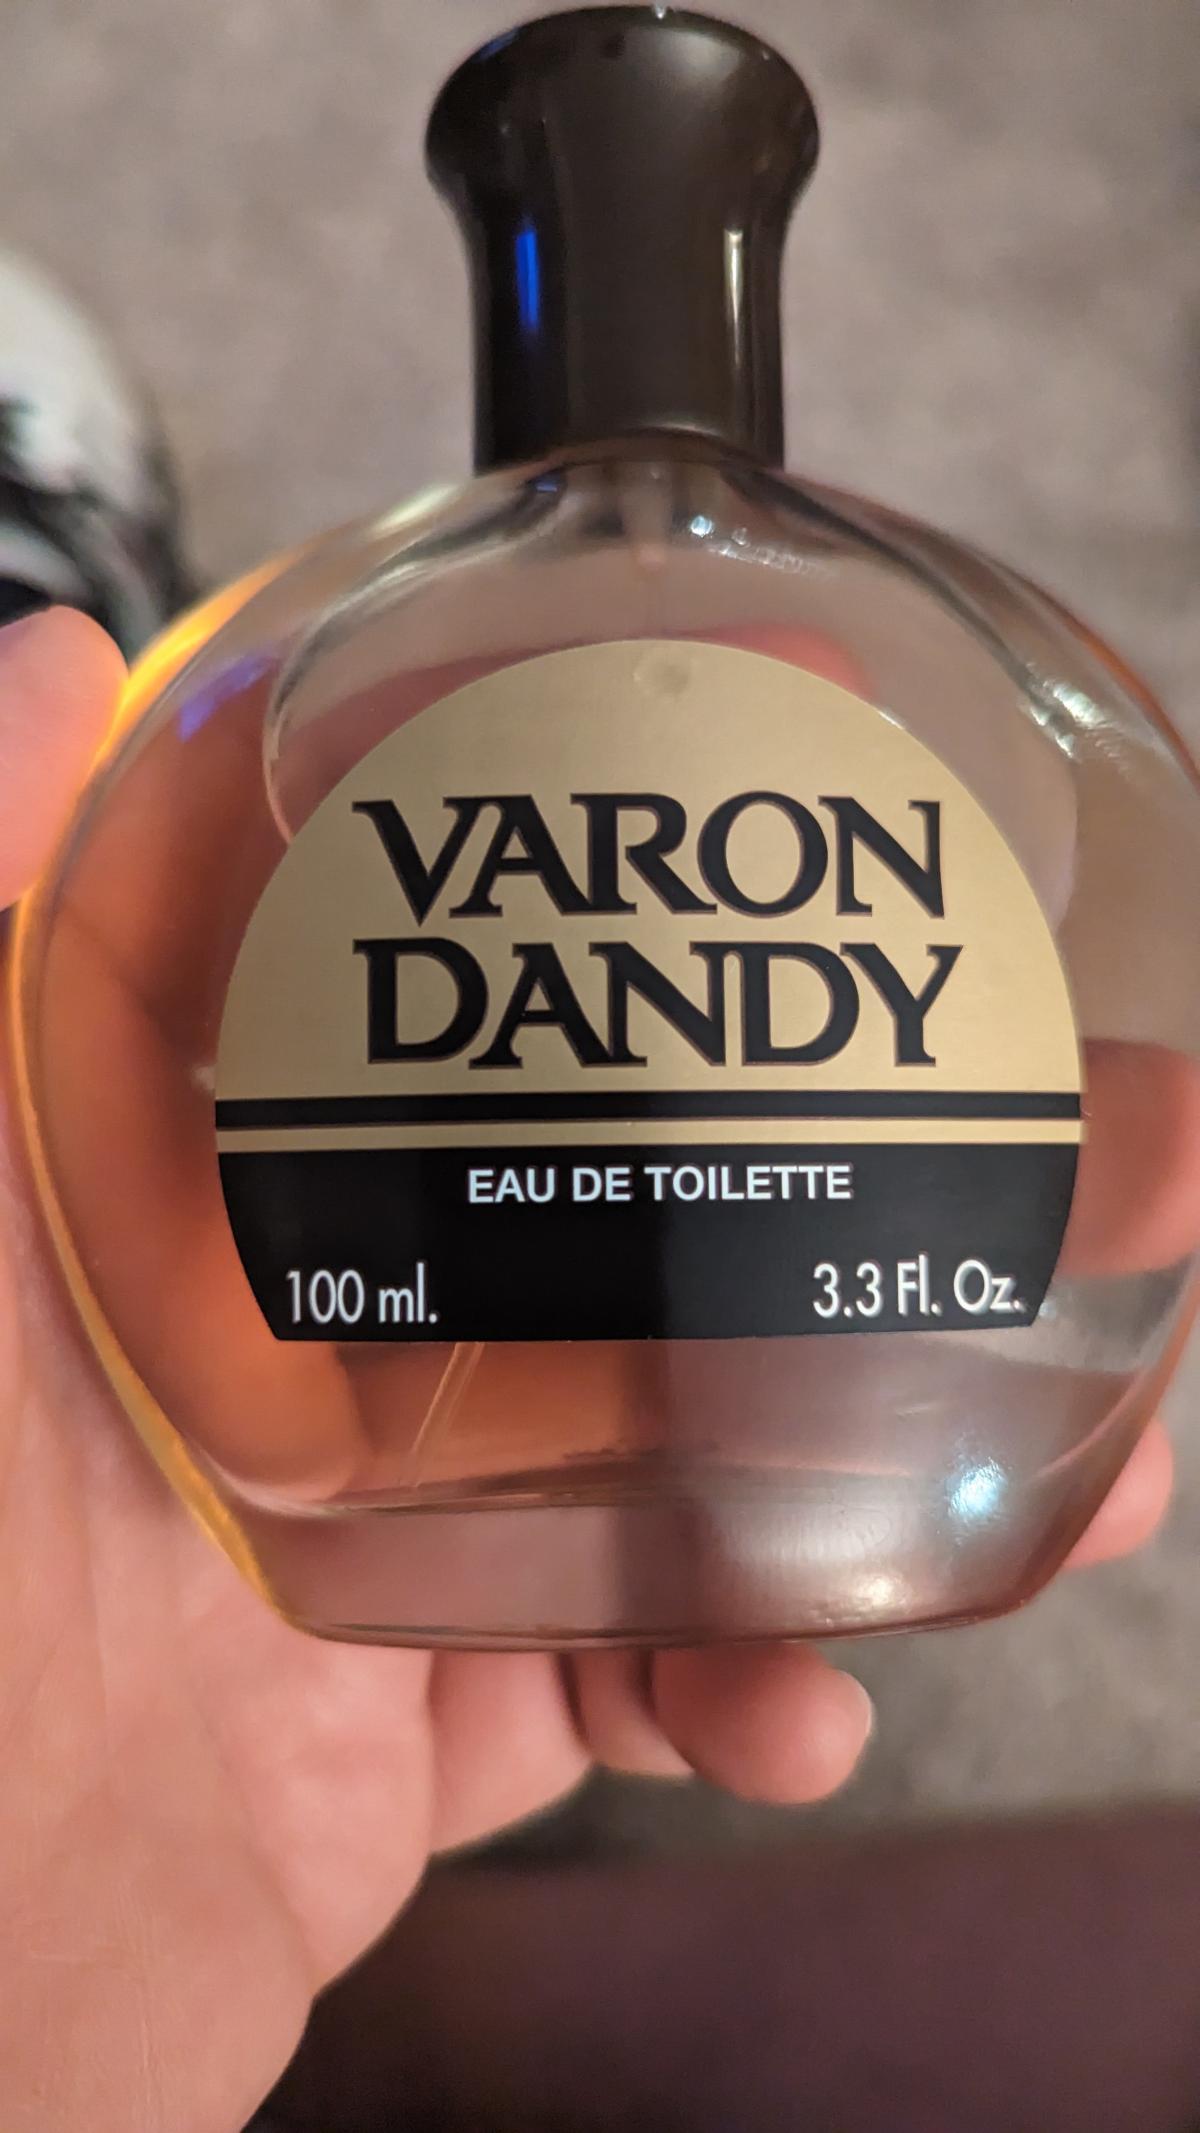 VARON
DANDY
EAU DE TOILETTE
100 ml. 3.3 Fl. Oz.